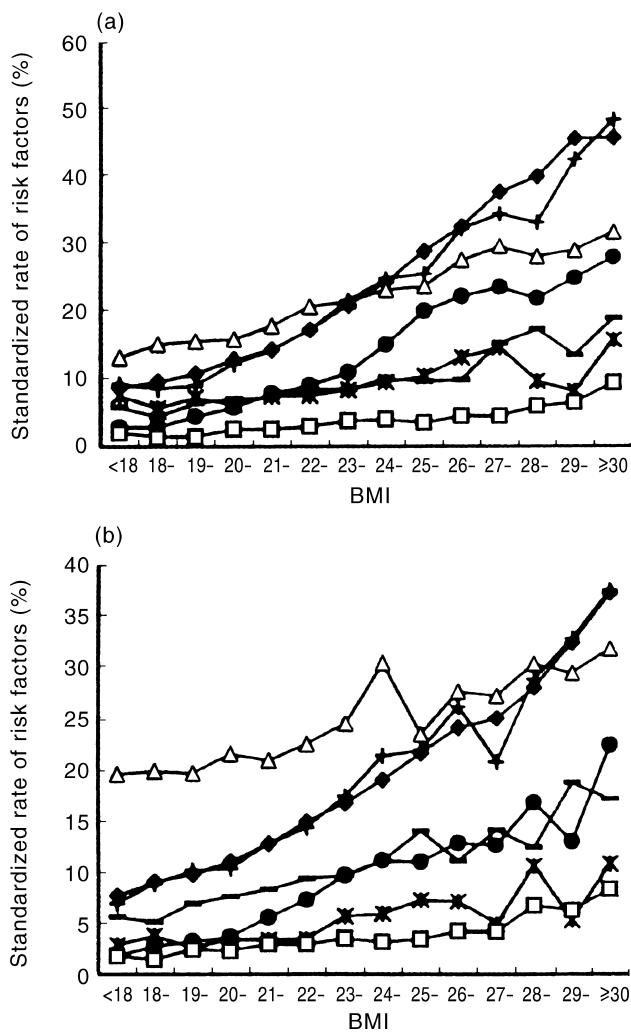 (a)
Standardized rate of risk factors (%)
60
50
40
30
20
10
0
<18 18- 19- 20- 21- 22- 23- 24- 25- 26- 27- 28- 29- ≥30
BMI
(b)
Standardized rate of risk factors (%)
40
35
30
25
20
15
10
5
0
<18 18- 19- 20- 21- 22- 23- 24- 25- 26- 27- 28- 29- ≥30
BMI